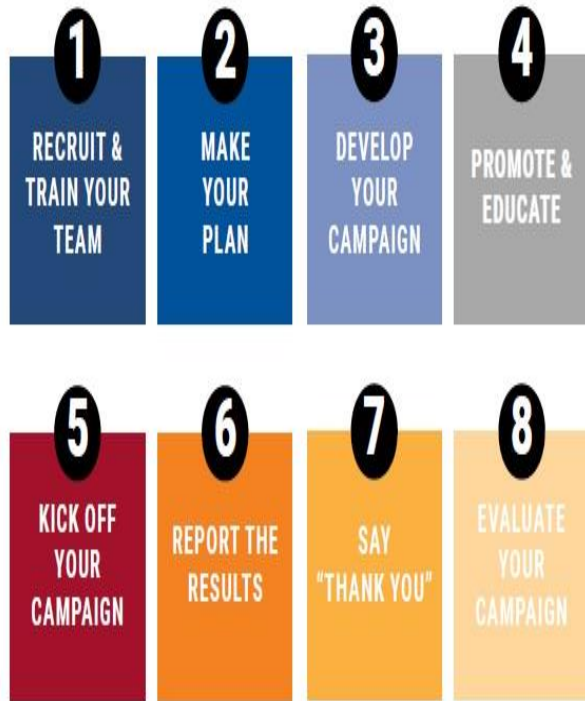 1
RECRUIT &
TRAIN YOUR
TEAM
2
MAKE
YOUR
PLAN
3
DEVELOP
YOUR
CAMPAIGN
4
PROMOTE &
EDUCATE
5
KICK OFF
YOUR
CAMPAIGN
6
REPORT THE
RESULTS
7
SAY
"THANK YOU"
8
EVALUATE
YOUR
CAMPAIGN